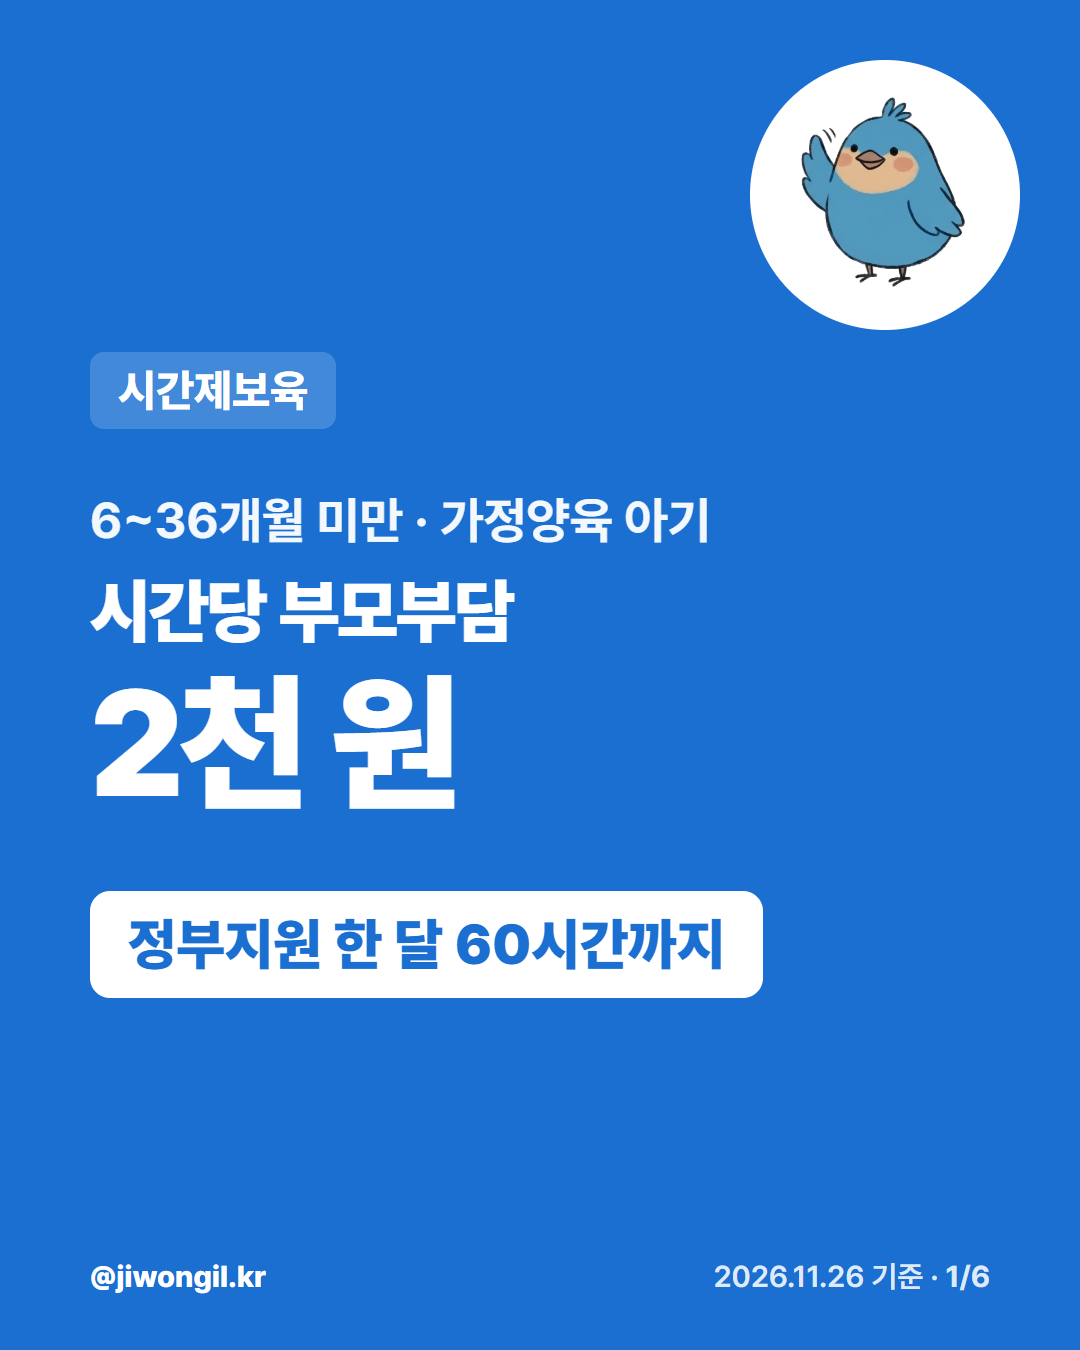 시간제보육
6~36개월 미만 · 가정양육 아기
시간당 부모부담
2천 원
정부지원 한 달 60시간까지
@jiwongil.kr
2026.11.26 기준 · 1/6